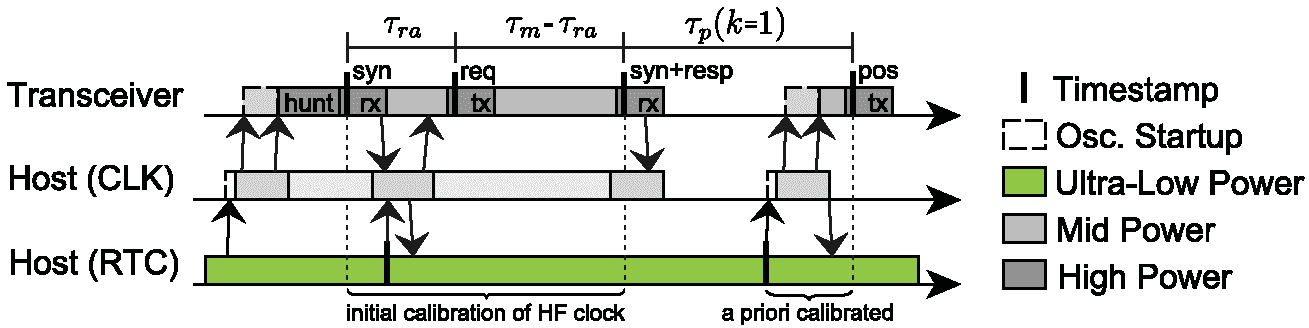 τra
τm-τra
τp(k=1)
syn
req
syn+resp
pos
Transceiver
hunt
rx
tx
rx
tx
Host (CLK)
Host (RTC)
initial calibration of HF clock
a priori calibrated
Timestamp
Osc. Startup
Ultra-Low Power
Mid Power
High Power